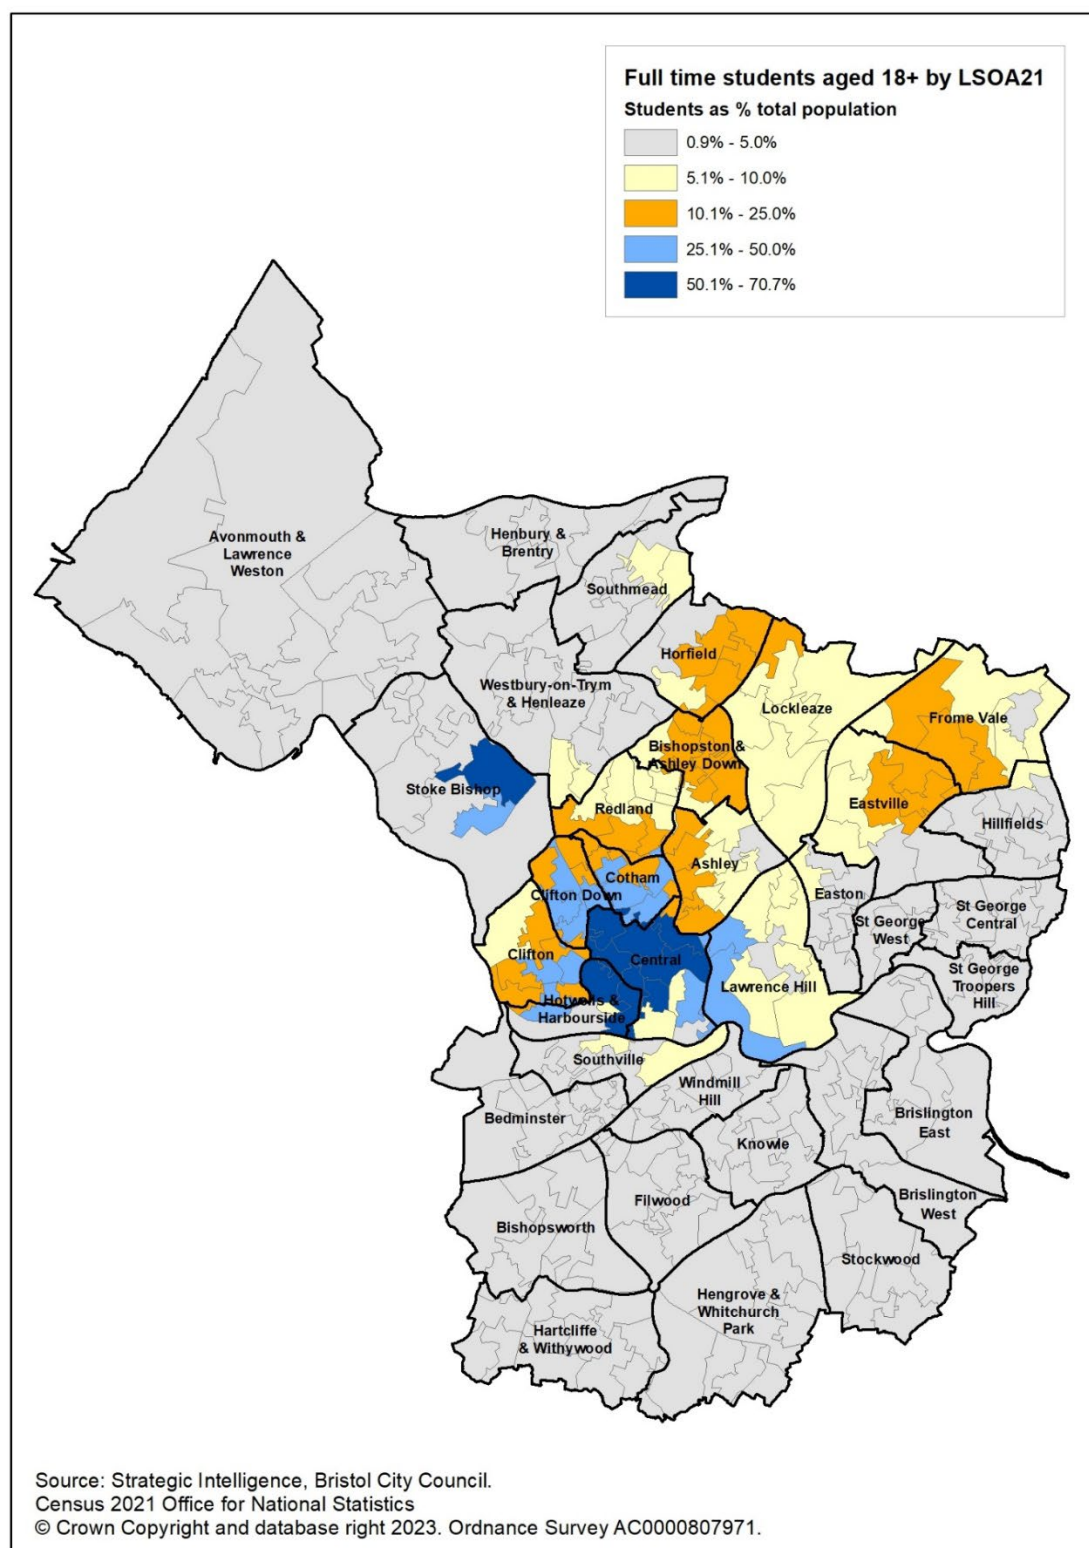 Full time students aged 18+ by LSOA21
Students as % total population
0.9% - 5.0%
5.1% - 10.0%
10.1% - 25.0%
25.1% - 50.0%
50.1% - 70.7%
Avonmouth &
Lawrence
Weston
Henbury &
Brentry
Southmead
Horfield
Westbury-on-Trym
& Henleaze
Lockleaze
Frome Vale
Bishopston &
Ashley Down
Stoke Bishop
Redland
Eastville
Hillfields
Cotham
Ashley
Clifton Down
Easton
St George
Central
St George
West
Clifton
Central
Lawrence Hill
St George
Troopers
Hill
Hotwells &
Harbourside
Southville
Windmill
Hill
Bedminster
Knowle
Brislington
East
Filwood
Brislington
West
Bishopsworth
Stockwood
Hengrove &
Whitchurch
Park
Hartcliffe
& Withywood
Source: Strategic Intelligence, Bristol City Council.
Census 2021 Office for National Statistics
© Crown Copyright and database right 2023. Ordnance Survey AC0000807971.